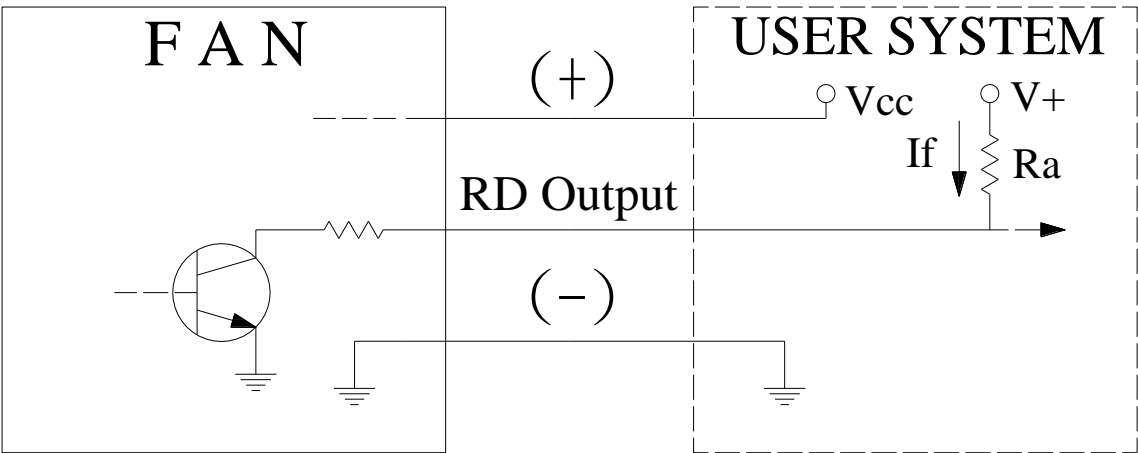 F A N
USER SYSTEM
(+)
Vcc
V+
If
Ra
RD Output
(−)